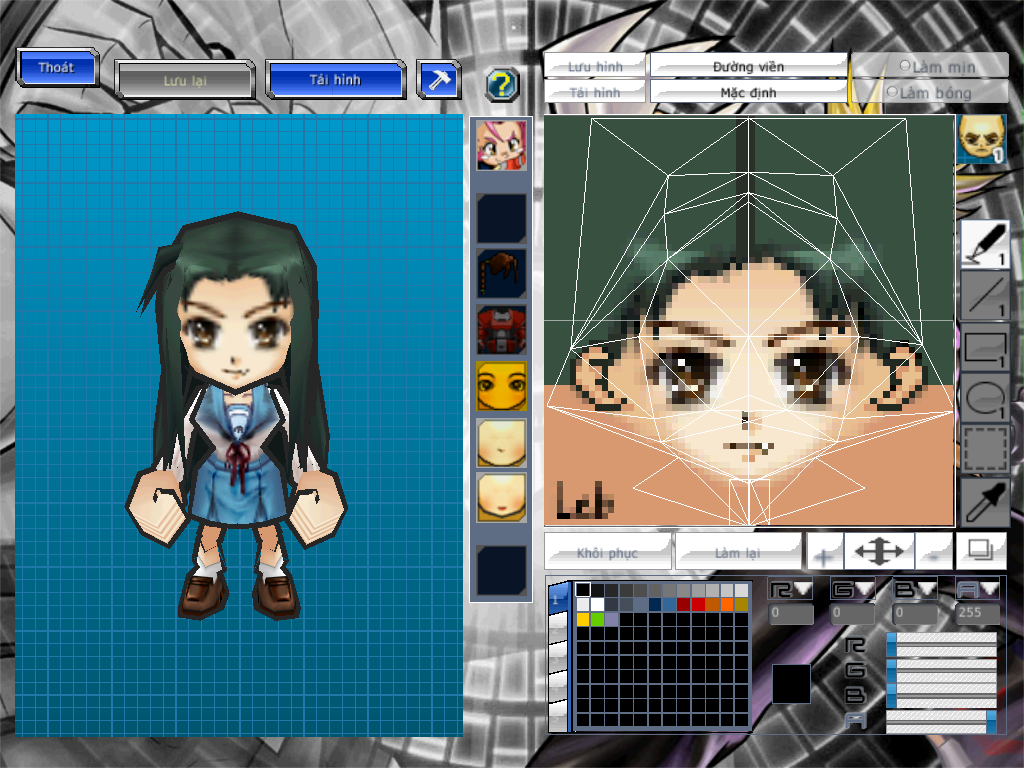 Thoát
Lưu lại
Tải hình
?
Lưu hình
Đường viền
Làm mịn
Tải hình
Mặc định
Làm bóng
1
1
1
1
1
Leb
Khôi phục
Làm lại
+
-
1
R
G
B
A
0
0
0
255
R
G
B
A